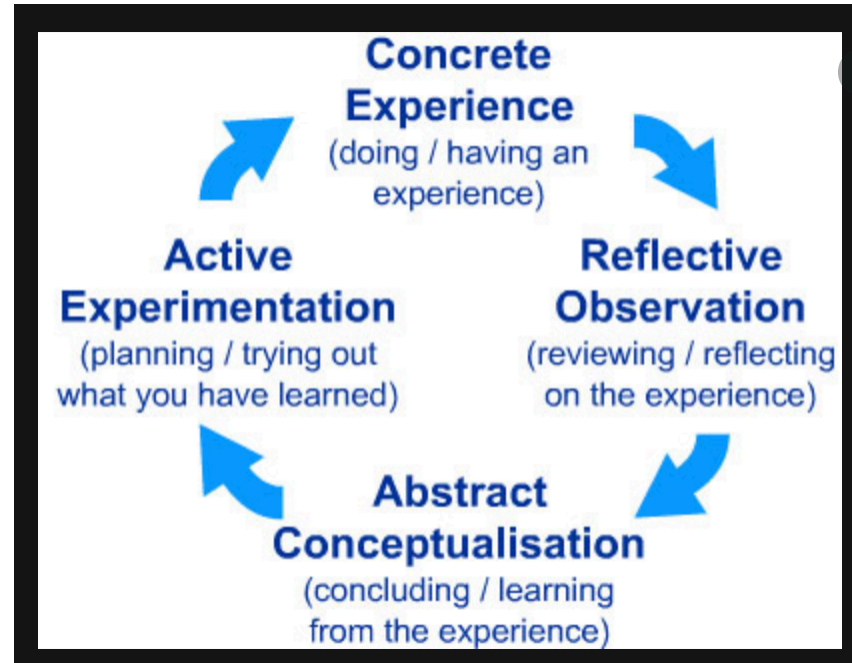 Concrete
Experience
(doing / having an
experience)
Active
Experimentation
(planning / trying out
what you have learned)
Reflective
Observation
(reviewing / reflecting
on the experience)
Abstract
Conceptualisation
(concluding / learning
from the experience)